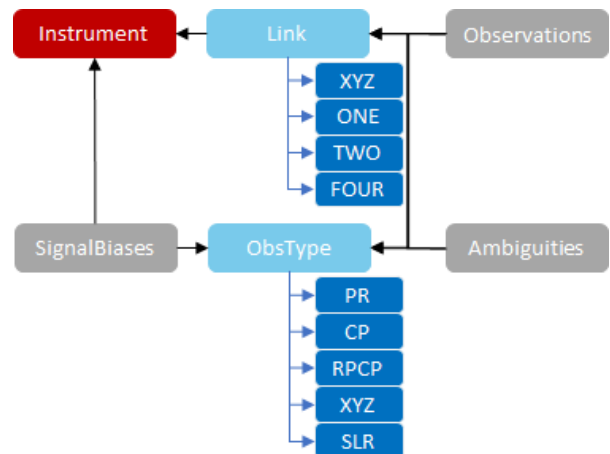 Instrument
Link
Observations
XYZ
ONE
TWO
FOUR
SignalBiases
ObsType
Ambiguities
PR
CP
RPCP
XYZ
SLR